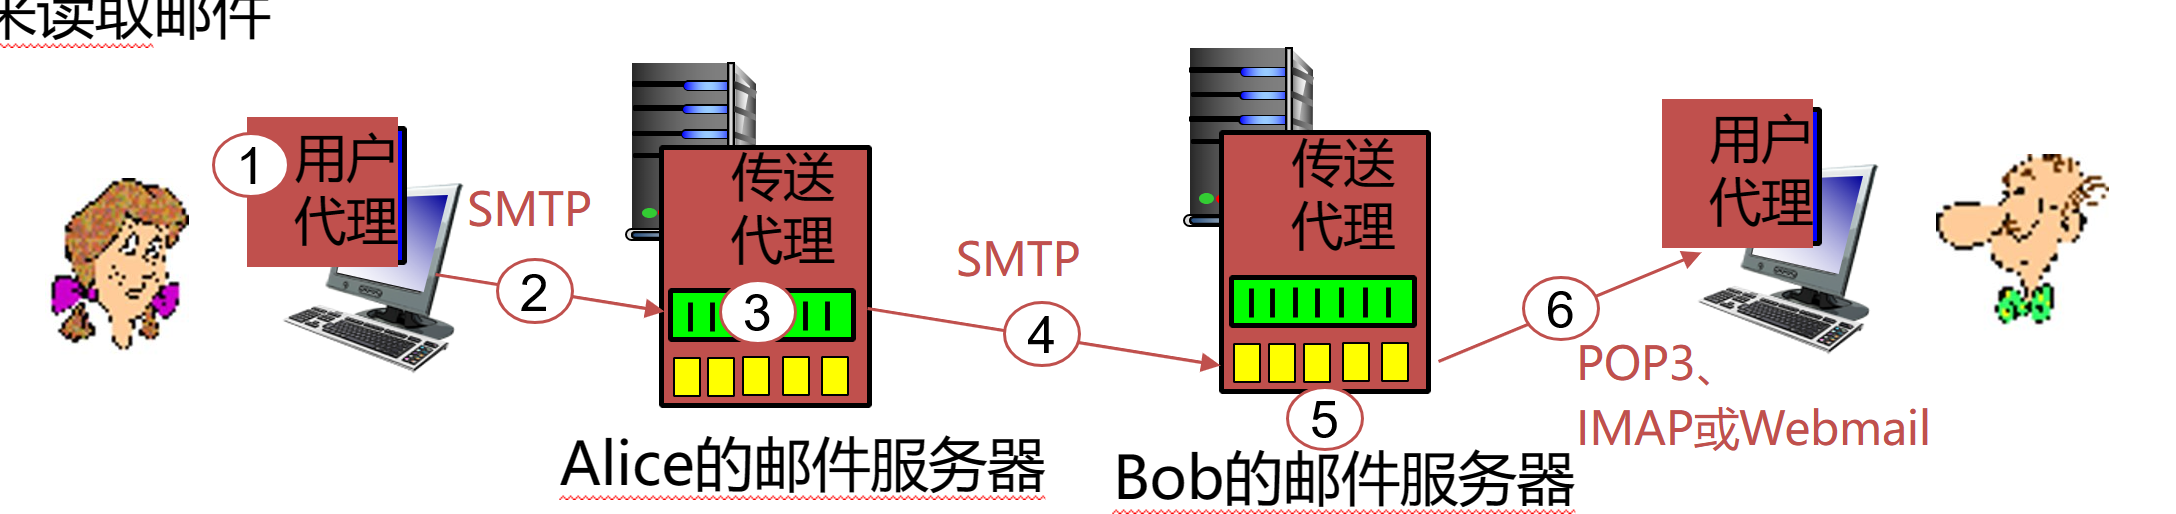 来读取邮件
1
用户
代理
SMTP
2
传送
代理
3
SMTP
4
传送
代理
5
用户
代理
6
POP3、
IMAP或Webmail
Alice的邮件服务器
Bob的邮件服务器